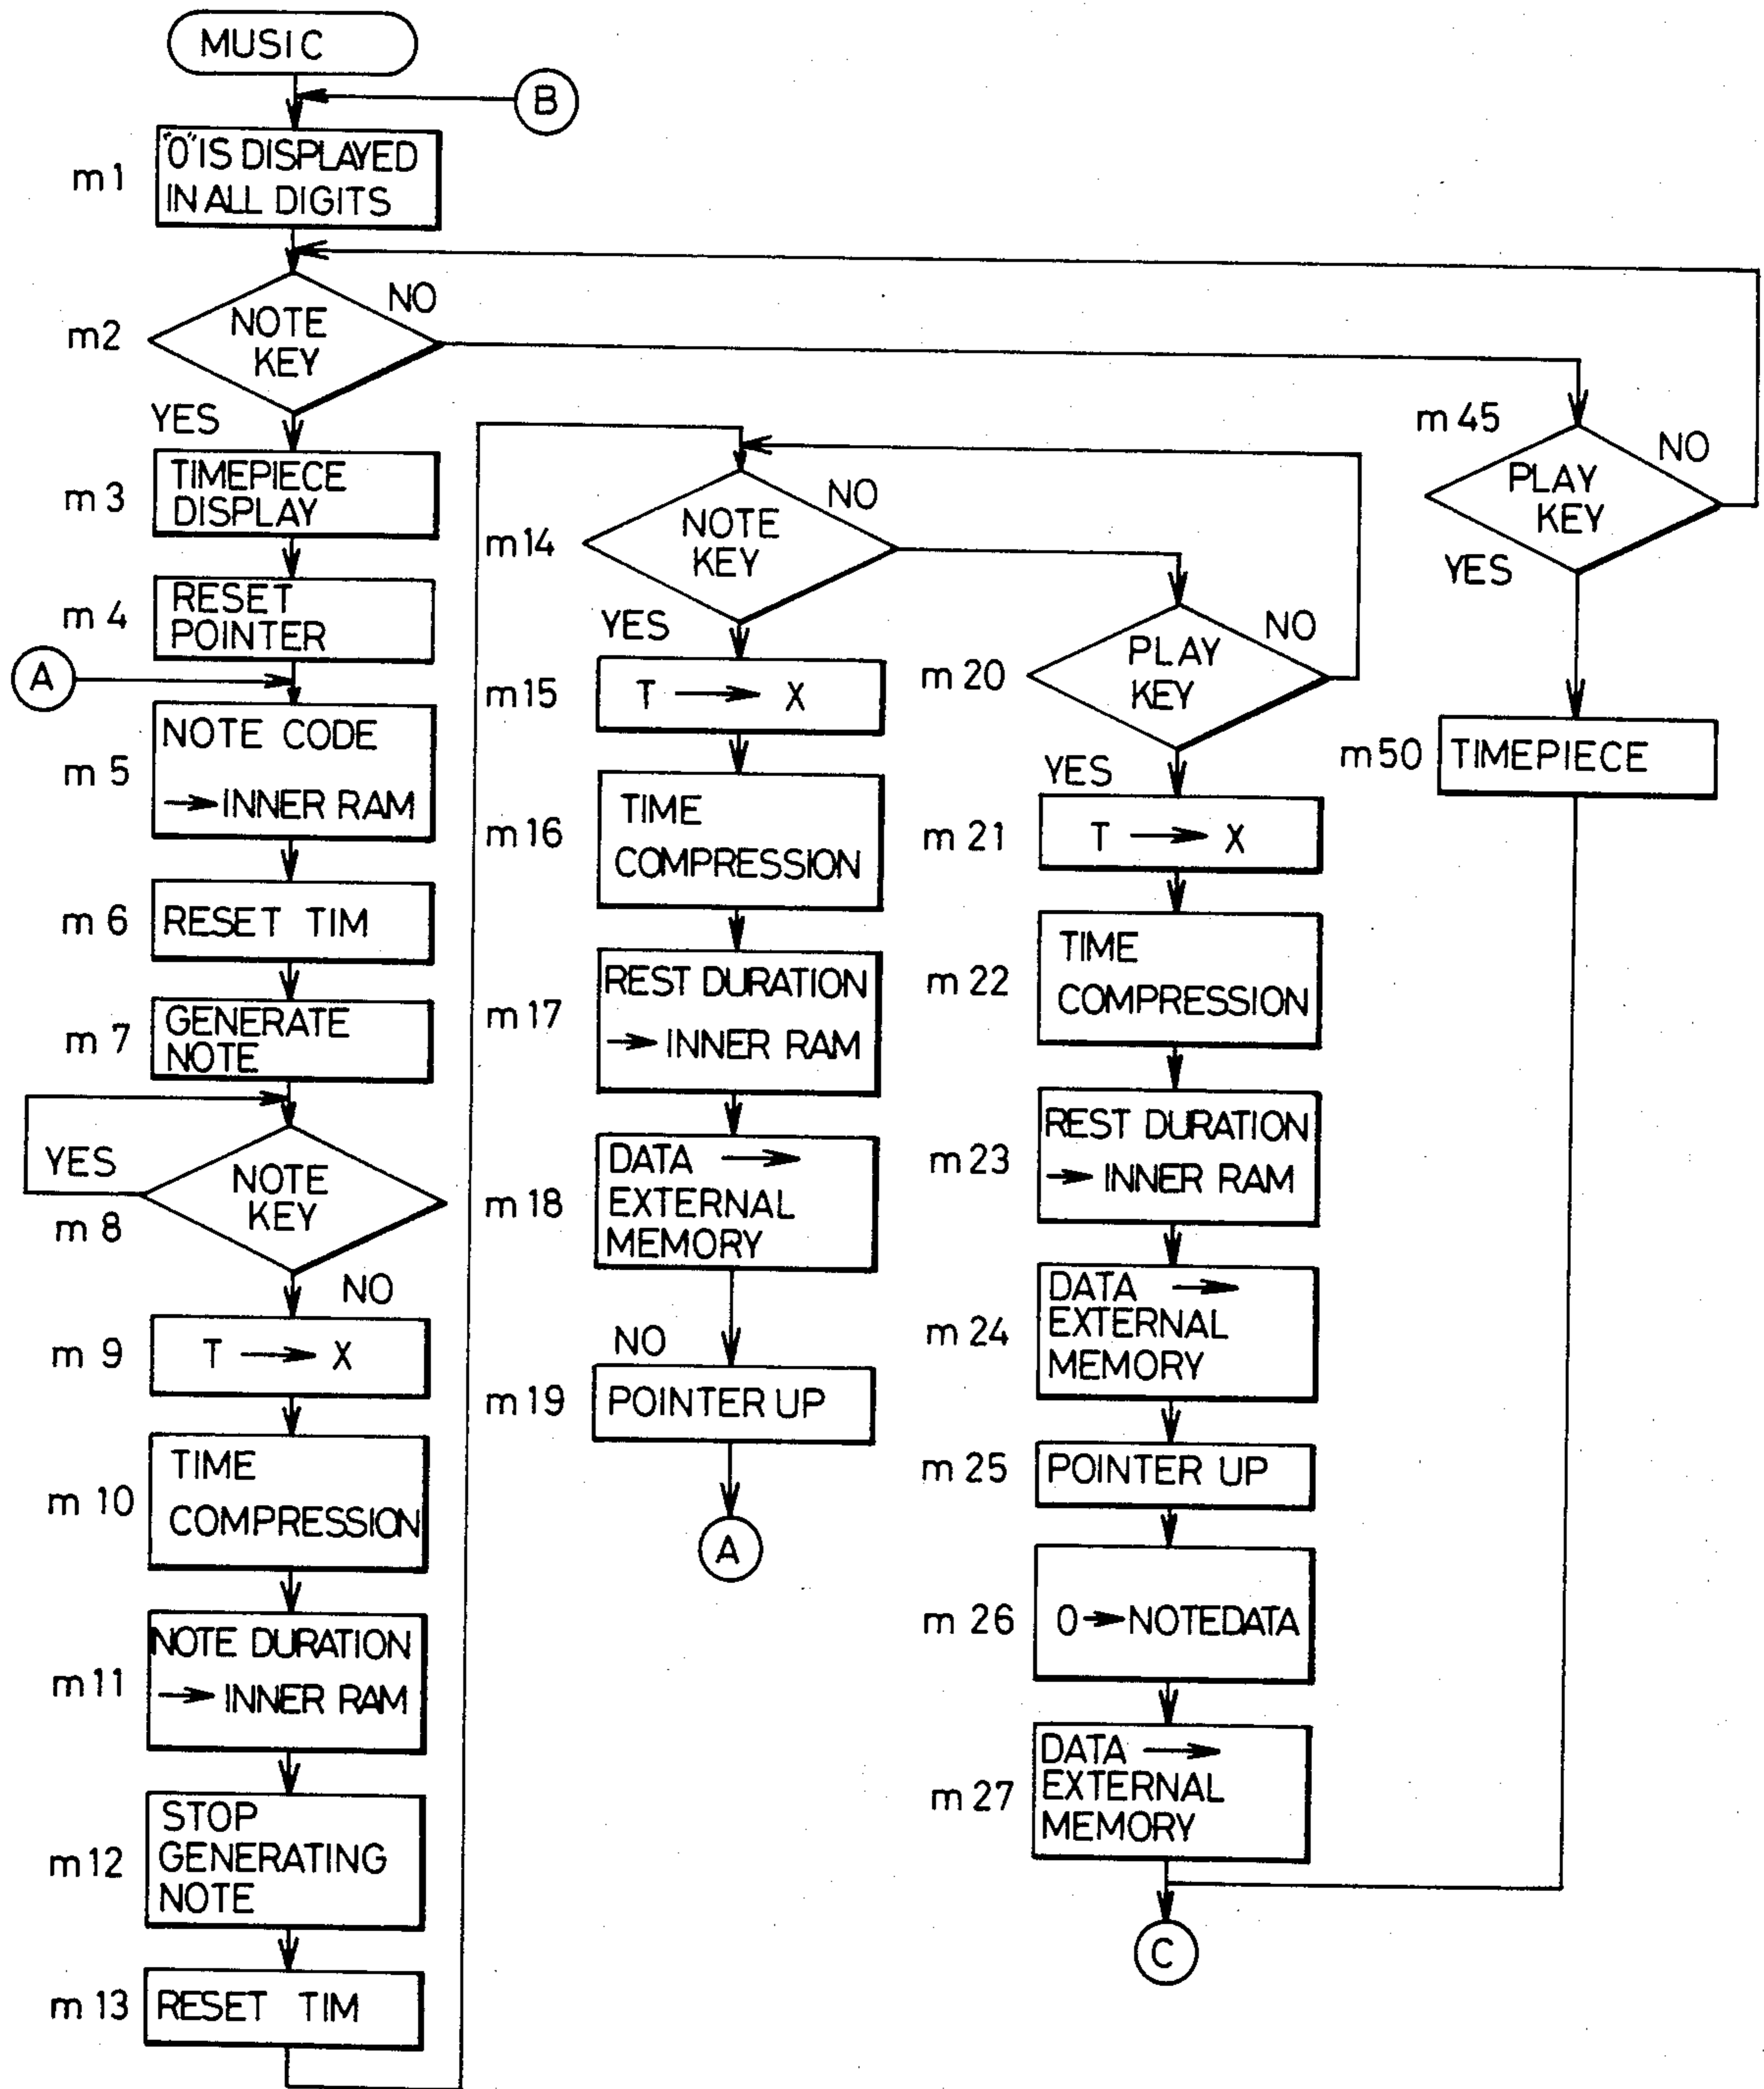 MUSIC
B
m1
"0" IS DISPLAYED
IN ALL DIGITS
m2
NOTE
KEY
NO
YES
m3
TIMEPIECE
DISPLAY
m4
RESET
POINTER
A
m5
NOTE CODE
→ INNER RAM
m6
RESET TIM
m7
GENERATE
NOTE
YES
m8
NOTE
KEY
NO
m9
T → X
m10
TIME
COMPRESSION
m11
NOTE DURATION
→ INNER RAM
m12
STOP
GENERATING
NOTE
m13
RESET TIM
m14
NOTE
KEY
NO
YES
m15
T → X
m16
TIME
COMPRESSION
m17
REST DURATION
→ INNER RAM
m18
DATA →
EXTERNAL
MEMORY
NO
m19
POINTER UP
A
m20
PLAY
KEY
NO
YES
m21
T → X
m22
TIME
COMPRESSION
m23
REST DURATION
→ INNER RAM
m24
DATA →
EXTERNAL
MEMORY
m25
POINTER UP
m26
0 → NOTEDATA
m27
DATA →
EXTERNAL
MEMORY
C
m45
PLAY
KEY
NO
YES
m50
TIMEPIECE